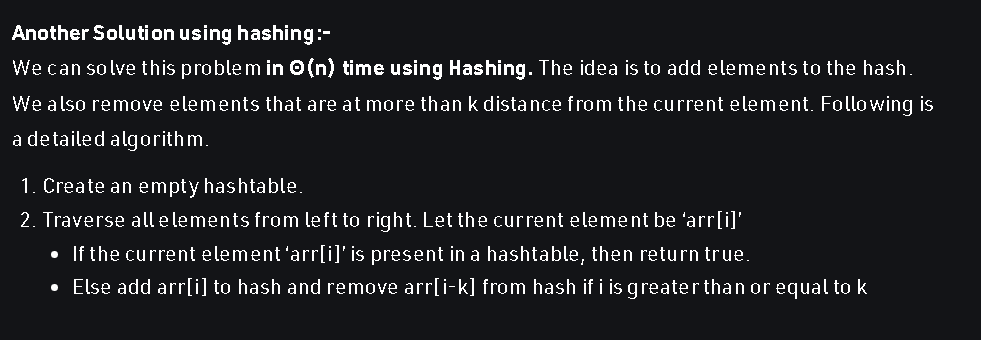 Another Solution using hashing:-
We can solve this problem in Θ(n) time using Hashing. The idea is to add elements to the hash.
We also remove elements that are at more than k distance from the current element. Following is
a detailed algorithm.
1. Create an empty hashtable.
2. Traverse all elements from left to right. Let the current element be ‘arr[i]’
• If the current element ‘arr[i]’ is present in a hashtable, then return true.
• Else add arr[i] to hash and remove arr[i-k] from hash if i is greater than or equal to k